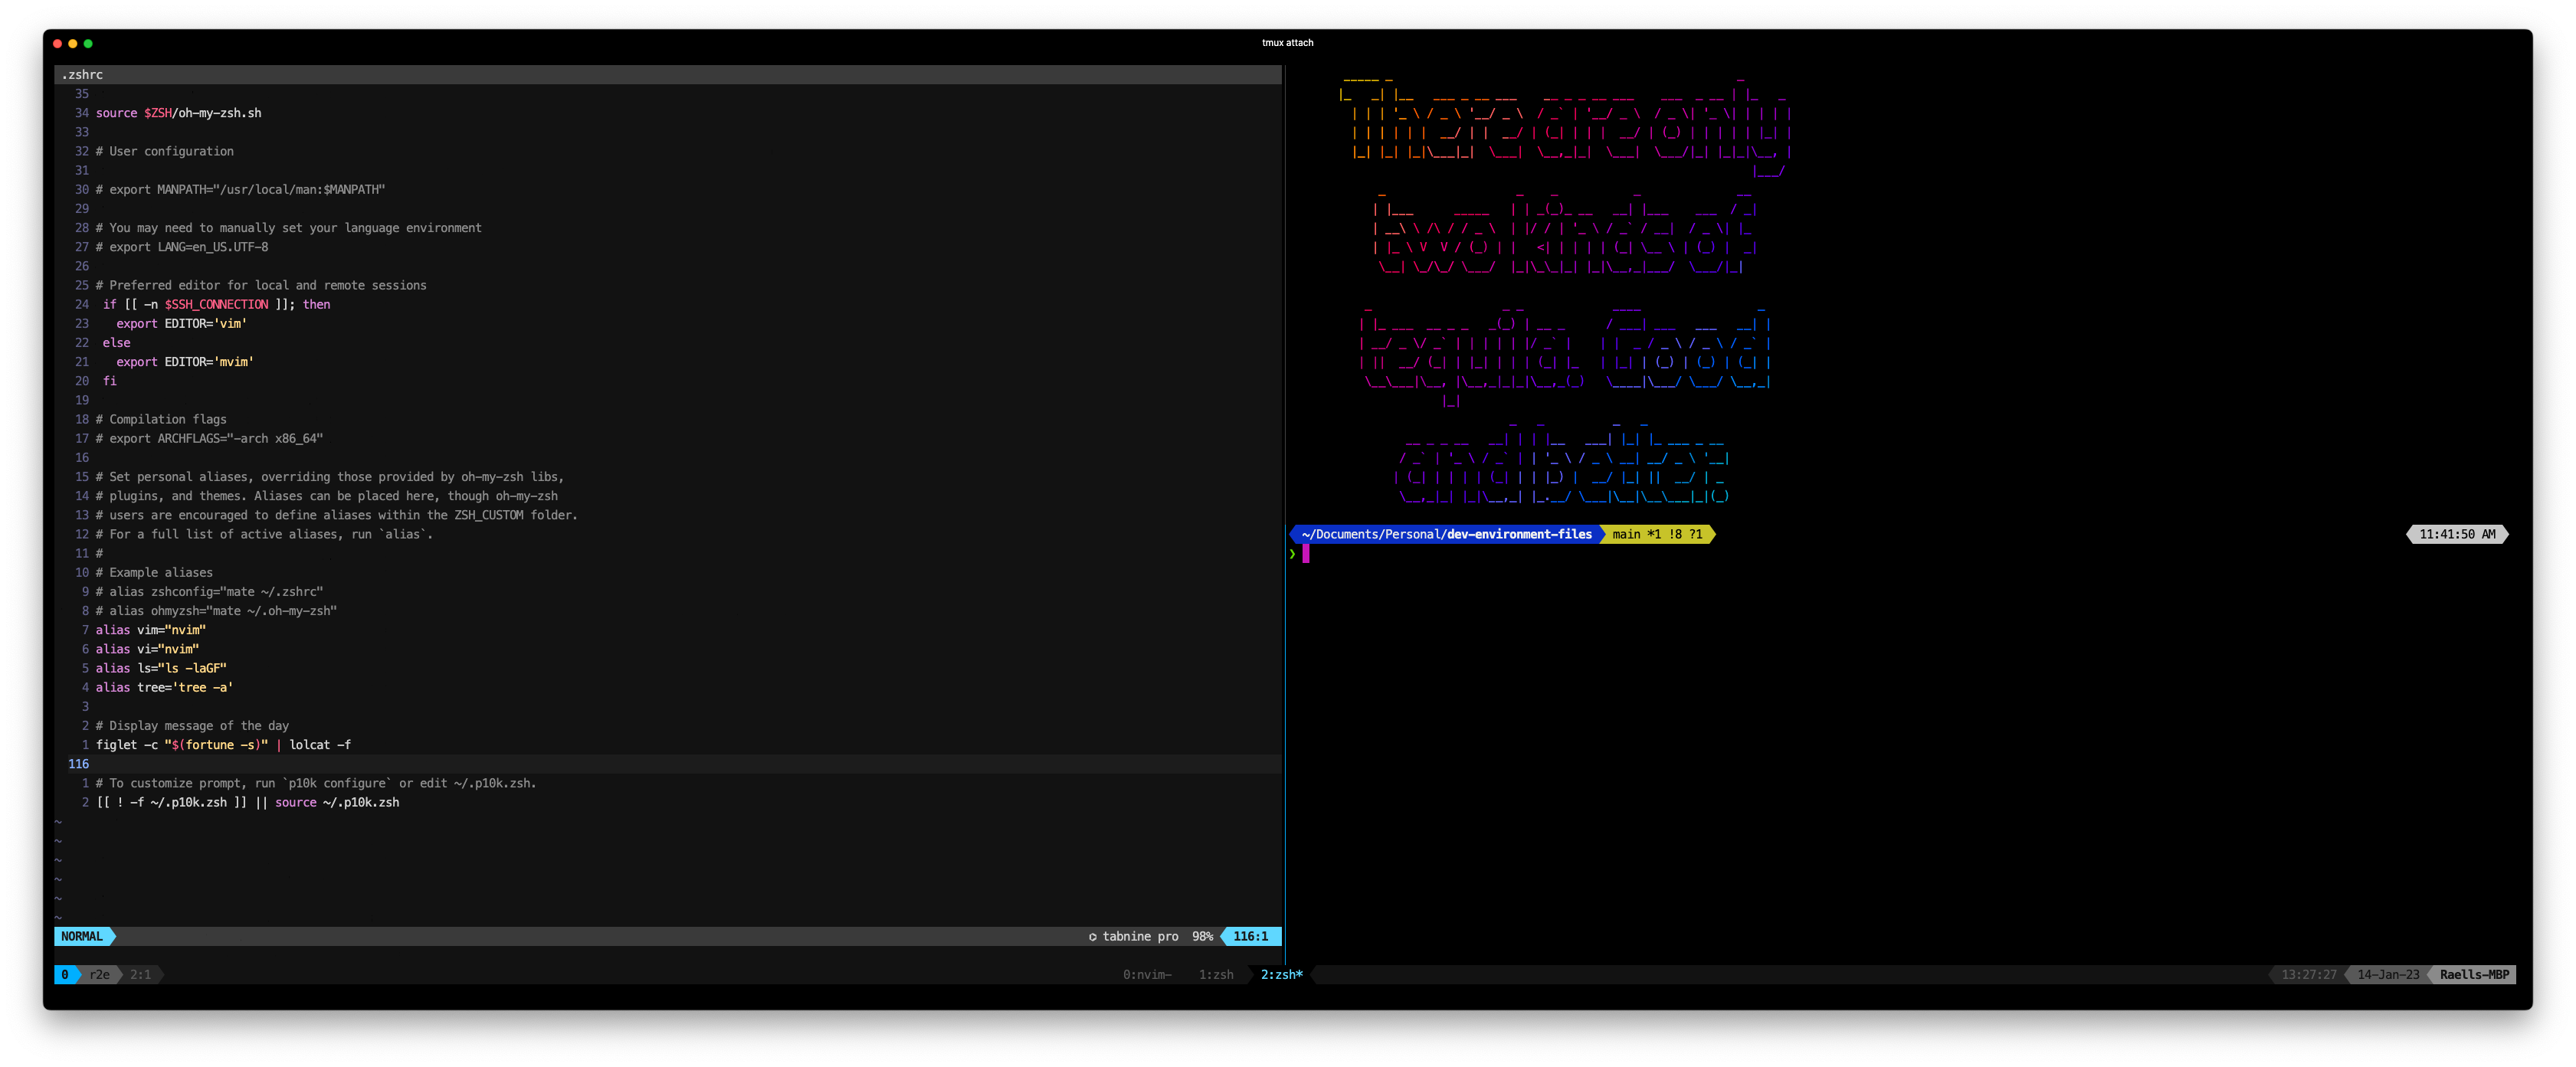 tmux attach
.zshrc
35
34 source $ZSH/oh-my-zsh.sh
33
32 # User configuration
31
30 # export MANPATH="/usr/local/man:$MANPATH"
29
28 # You may need to manually set your language environment
27 # export LANG=en_US.UTF-8
26
25 # Preferred editor for local and remote sessions
24  if [[ -n $SSH_CONNECTION ]]; then
23    export EDITOR='vim'
22  else
21    export EDITOR='mvim'
20  fi
19
18 # Compilation flags
17 # export ARCHFLAGS="-arch x86_64"
16
15 # Set personal aliases, overriding those provided by oh-my-zsh libs,
14 # plugins, and themes. Aliases can be placed here, though oh-my-zsh
13 # users are encouraged to define aliases within the ZSH_CUSTOM folder.
12 # For a full list of active aliases, run `alias`.
11 #
10 # Example aliases
9 # alias zshconfig="mate ~/.zshrc"
8 # alias ohmyzsh="mate ~/.oh-my-zsh"
7 alias vim="nvim"
6 alias vi="nvim"
5 alias ls="ls -laGF"
4 alias tree='tree -a'
3
2 # Display message of the day
1 figlet -c "$(fortune -s)" | lolcat -f
116
1 # To customize prompt, run `p10k configure` or edit ~/.p10k.zsh.
2 [[ ! -f ~/.p10k.zsh ]] || source ~/.p10k.zsh
~
~
~
~
~
~
NORMAL tabnine pro 98% 116:1
There are only
two kinds of
tequila. Good
and better.
~/Documents/Personal/dev-environment-files main *1 !8 ?1 11:41:50 AM
❯
0 r2e 2:1 0:nvim- 1:zsh 2:zsh* 13:27:27 14-Jan-23 Raells-MBP